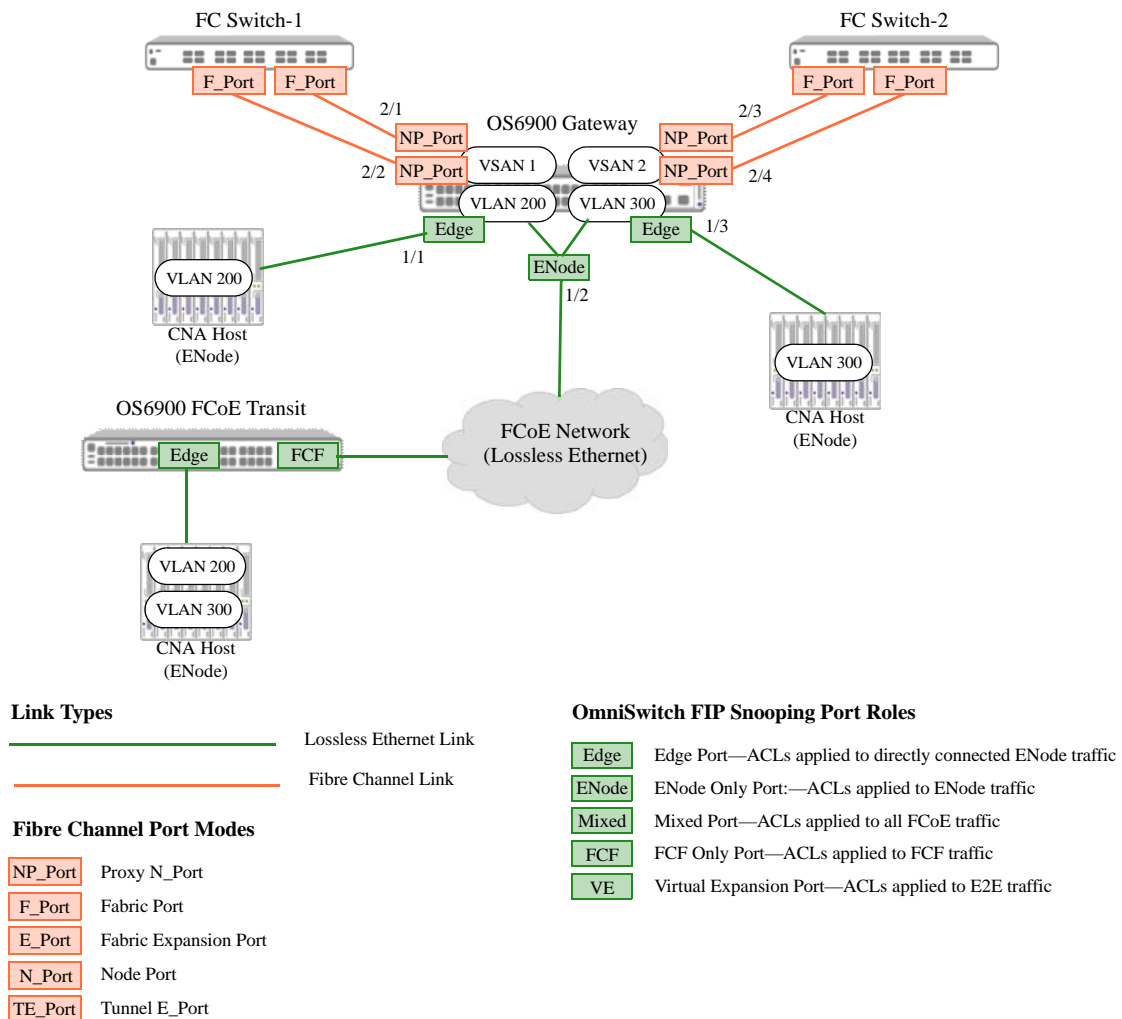 FC Switch-1
FC Switch-2
F_Port
F_Port
F_Port
F_Port
2/1
2/3
OS6900 Gateway
NP_Port
NP_Port
2/2
NP_Port
VSAN 1
VSAN 2
NP_Port
2/4
VLAN 200
VLAN 300
Edge
Edge
1/3
1/1
ENode
1/2
VLAN 200
CNA Host
(ENode)
VLAN 300
CNA Host
(ENode)
OS6900 FCoE Transit
Edge
FCF
FCoE Network
(Lossless Ethernet)
VLAN 200
VLAN 300
CNA Host
(ENode)
Link Types
Lossless Ethernet Link
Fibre Channel Link
Fibre Channel Port Modes
NP_Port Proxy N_Port
F_Port Fabric Port
E_Port Fabric Expansion Port
N_Port Node Port
TE_Port Tunnel E_Port
OmniSwitch FIP Snooping Port Roles
Edge Edge Port—ACLs applied to directly connected ENode traffic
ENode ENode Only Port:—ACLs applied to ENode traffic
Mixed Mixed Port—ACLs applied to all FCoE traffic
FCF FCF Only Port—ACLs applied to FCF traffic
VE Virtual Expansion Port—ACLs applied to E2E traffic